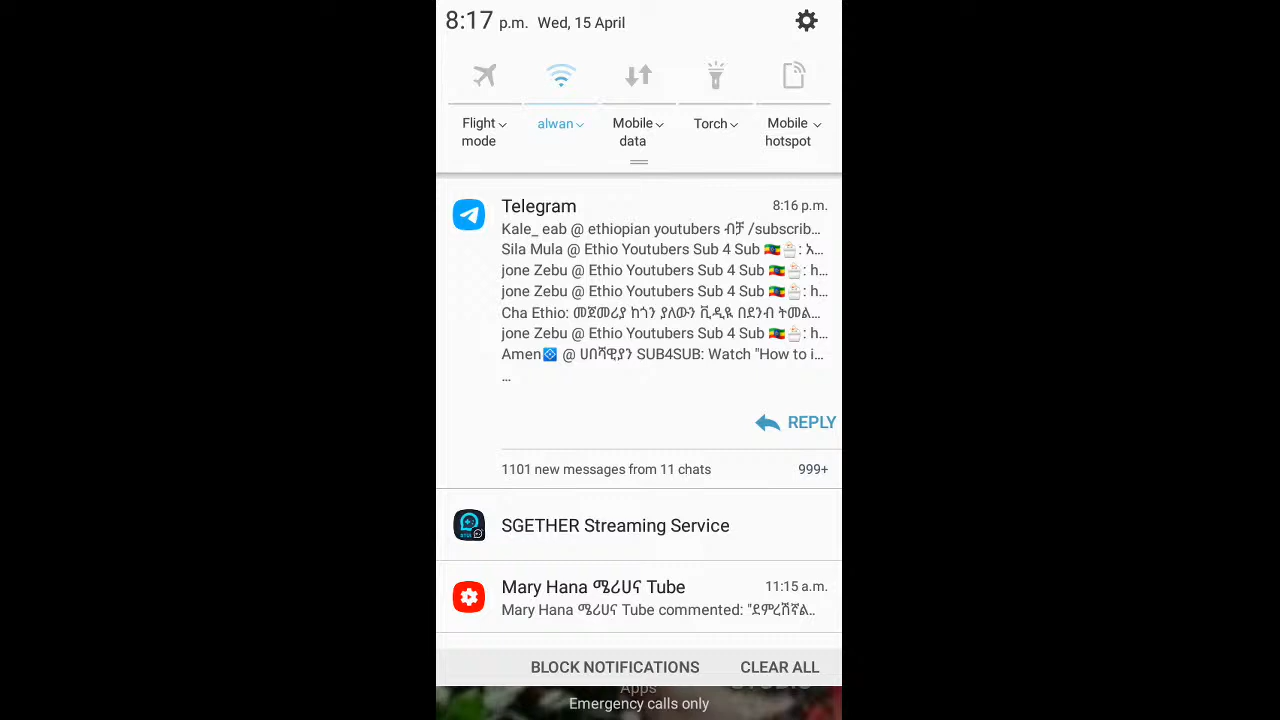 8:17 p.m. Wed, 15 April
Flight mode
alwan
Mobile data
Torch
Mobile hotspot
Telegram 8:16 p.m.
Kale_ eab @ ethiopian youtubers ብቻ /subscrib...
Sila Mula @ Ethio Youtubers Sub 4 Sub 🇪🇹🍨: እ...
jone Zebu @ Ethio Youtubers Sub 4 Sub 🇪🇹🍨: h...
jone Zebu @ Ethio Youtubers Sub 4 Sub 🇪🇹🍨: h...
Cha Ethio: መጀመሪያ ከጎን ያለውን ቪዲዬ በደንብ ትመል...
jone Zebu @ Ethio Youtubers Sub 4 Sub 🇪🇹🍨: h...
Amen💠 @ ሀበሻዊያን SUB4SUB: Watch "How to i...
...
REPLY
1101 new messages from 11 chats 999+
SGETHER Streaming Service
Mary Hana ሜሪሀና Tube 11:15 a.m.
Mary Hana ሜሪሀና Tube commented: "ደምረሽኛል..
BLOCK NOTIFICATIONS CLEAR ALL
Apps
Emergency calls only